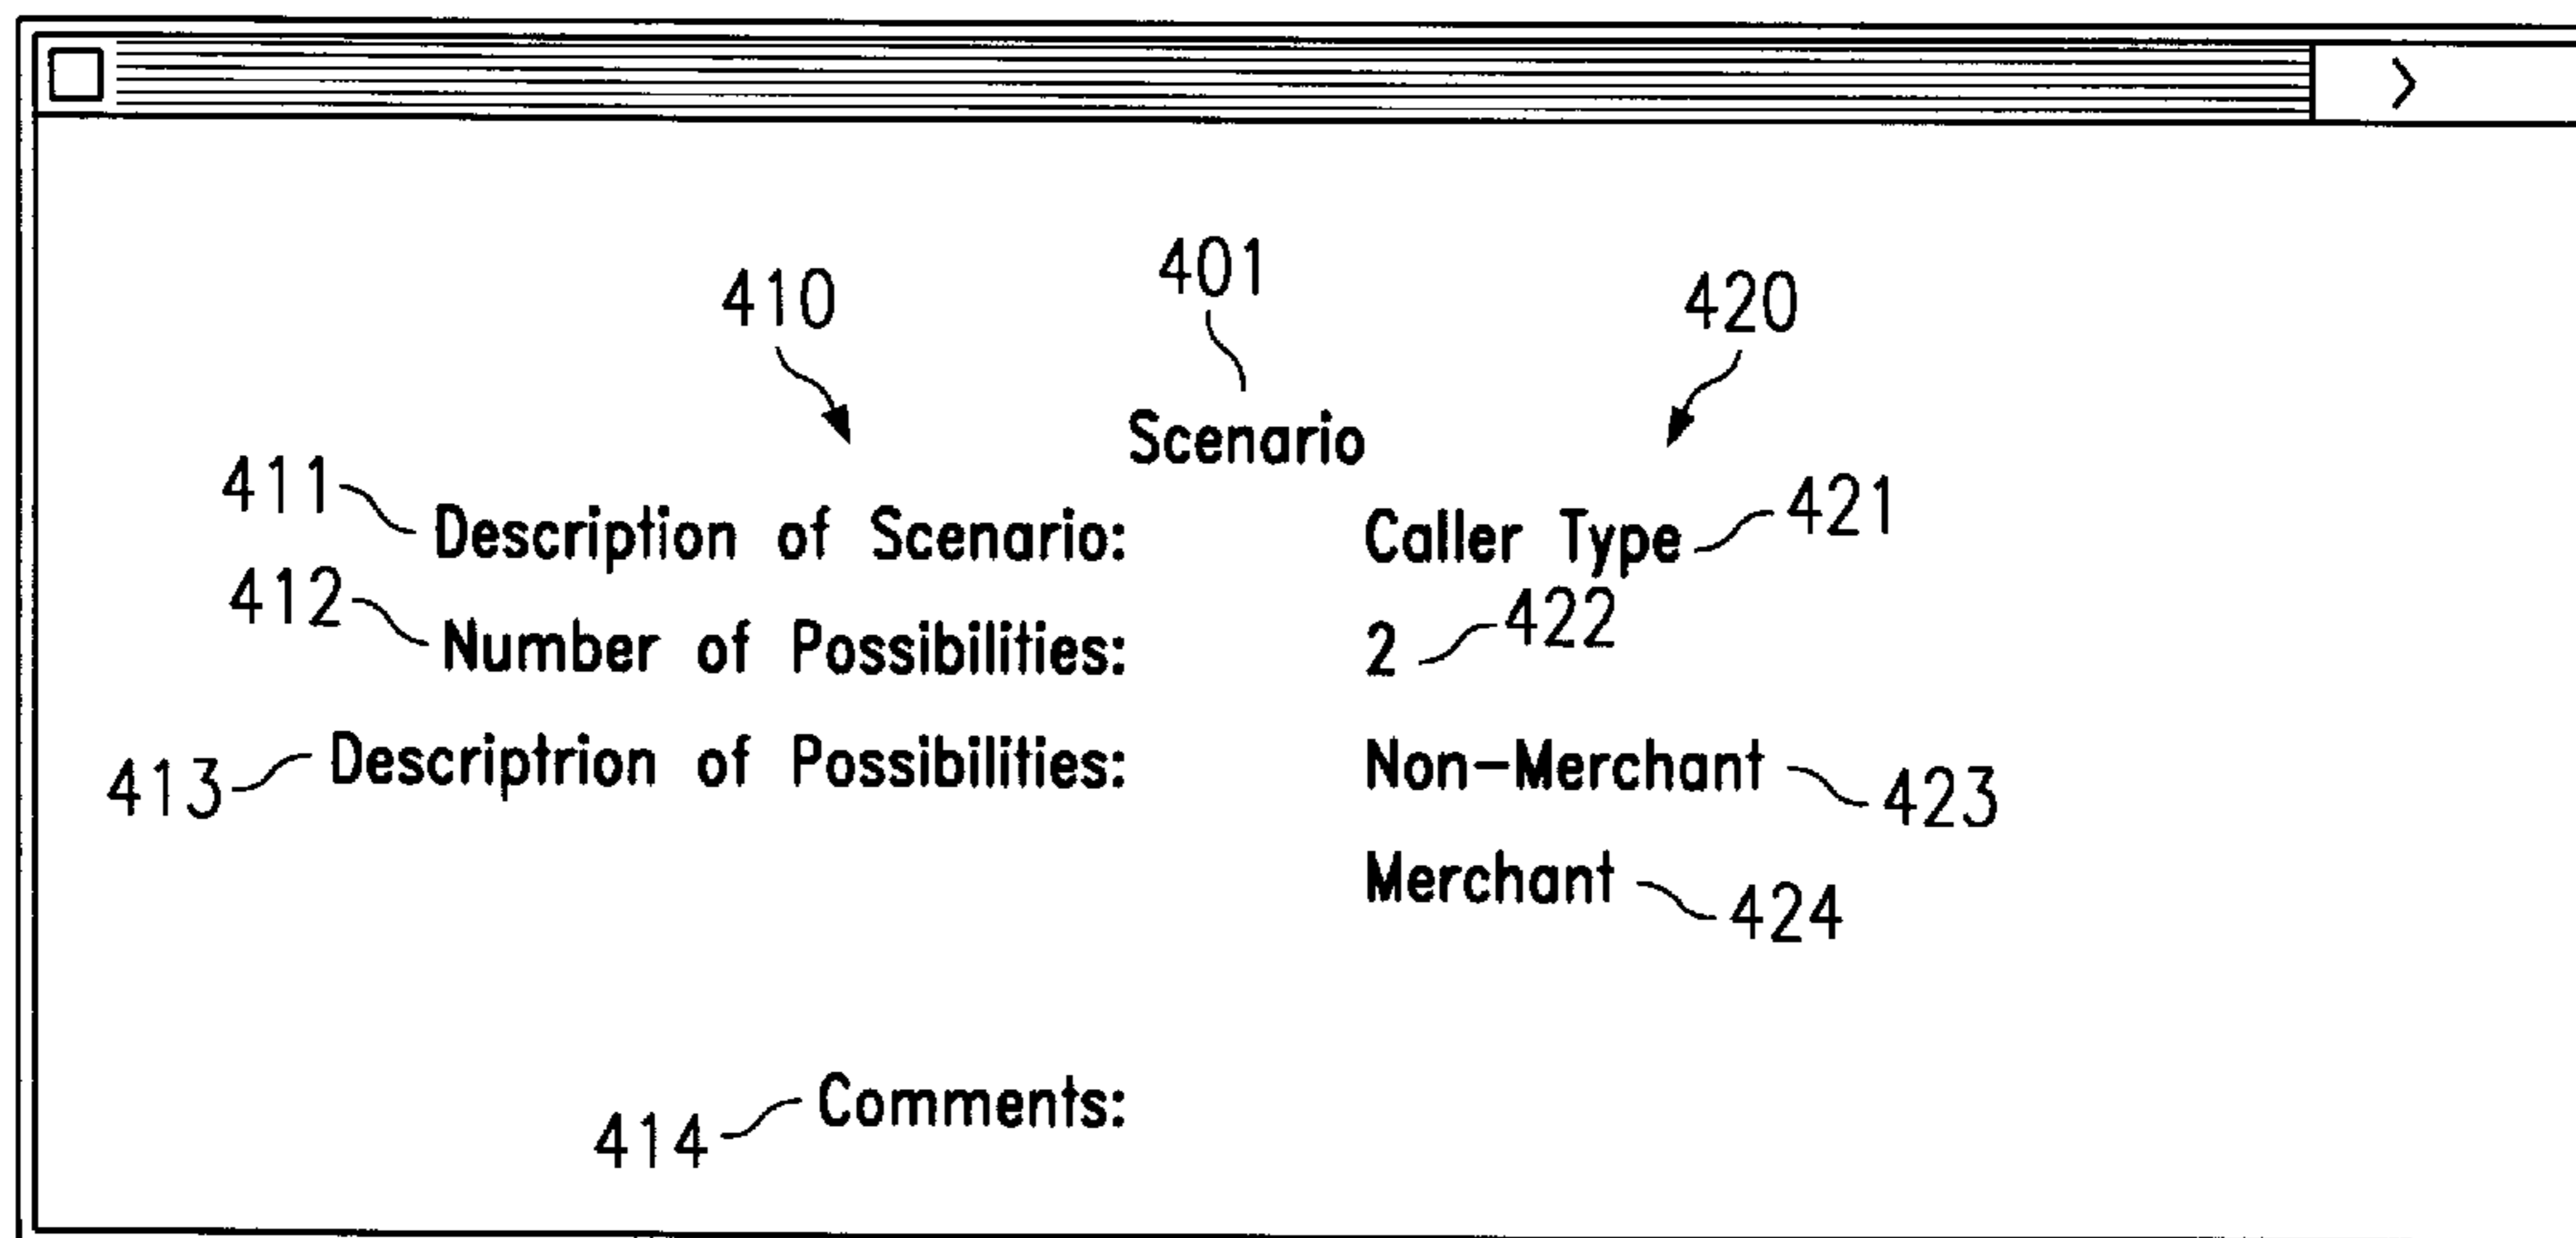 401
410 420
Scenario
411 Description of Scenario: Caller Type 421
412 Number of Possibilities: 2 422
413 Descriptrion of Possibilities: Non-Merchant 423
Merchant 424
414 Comments: